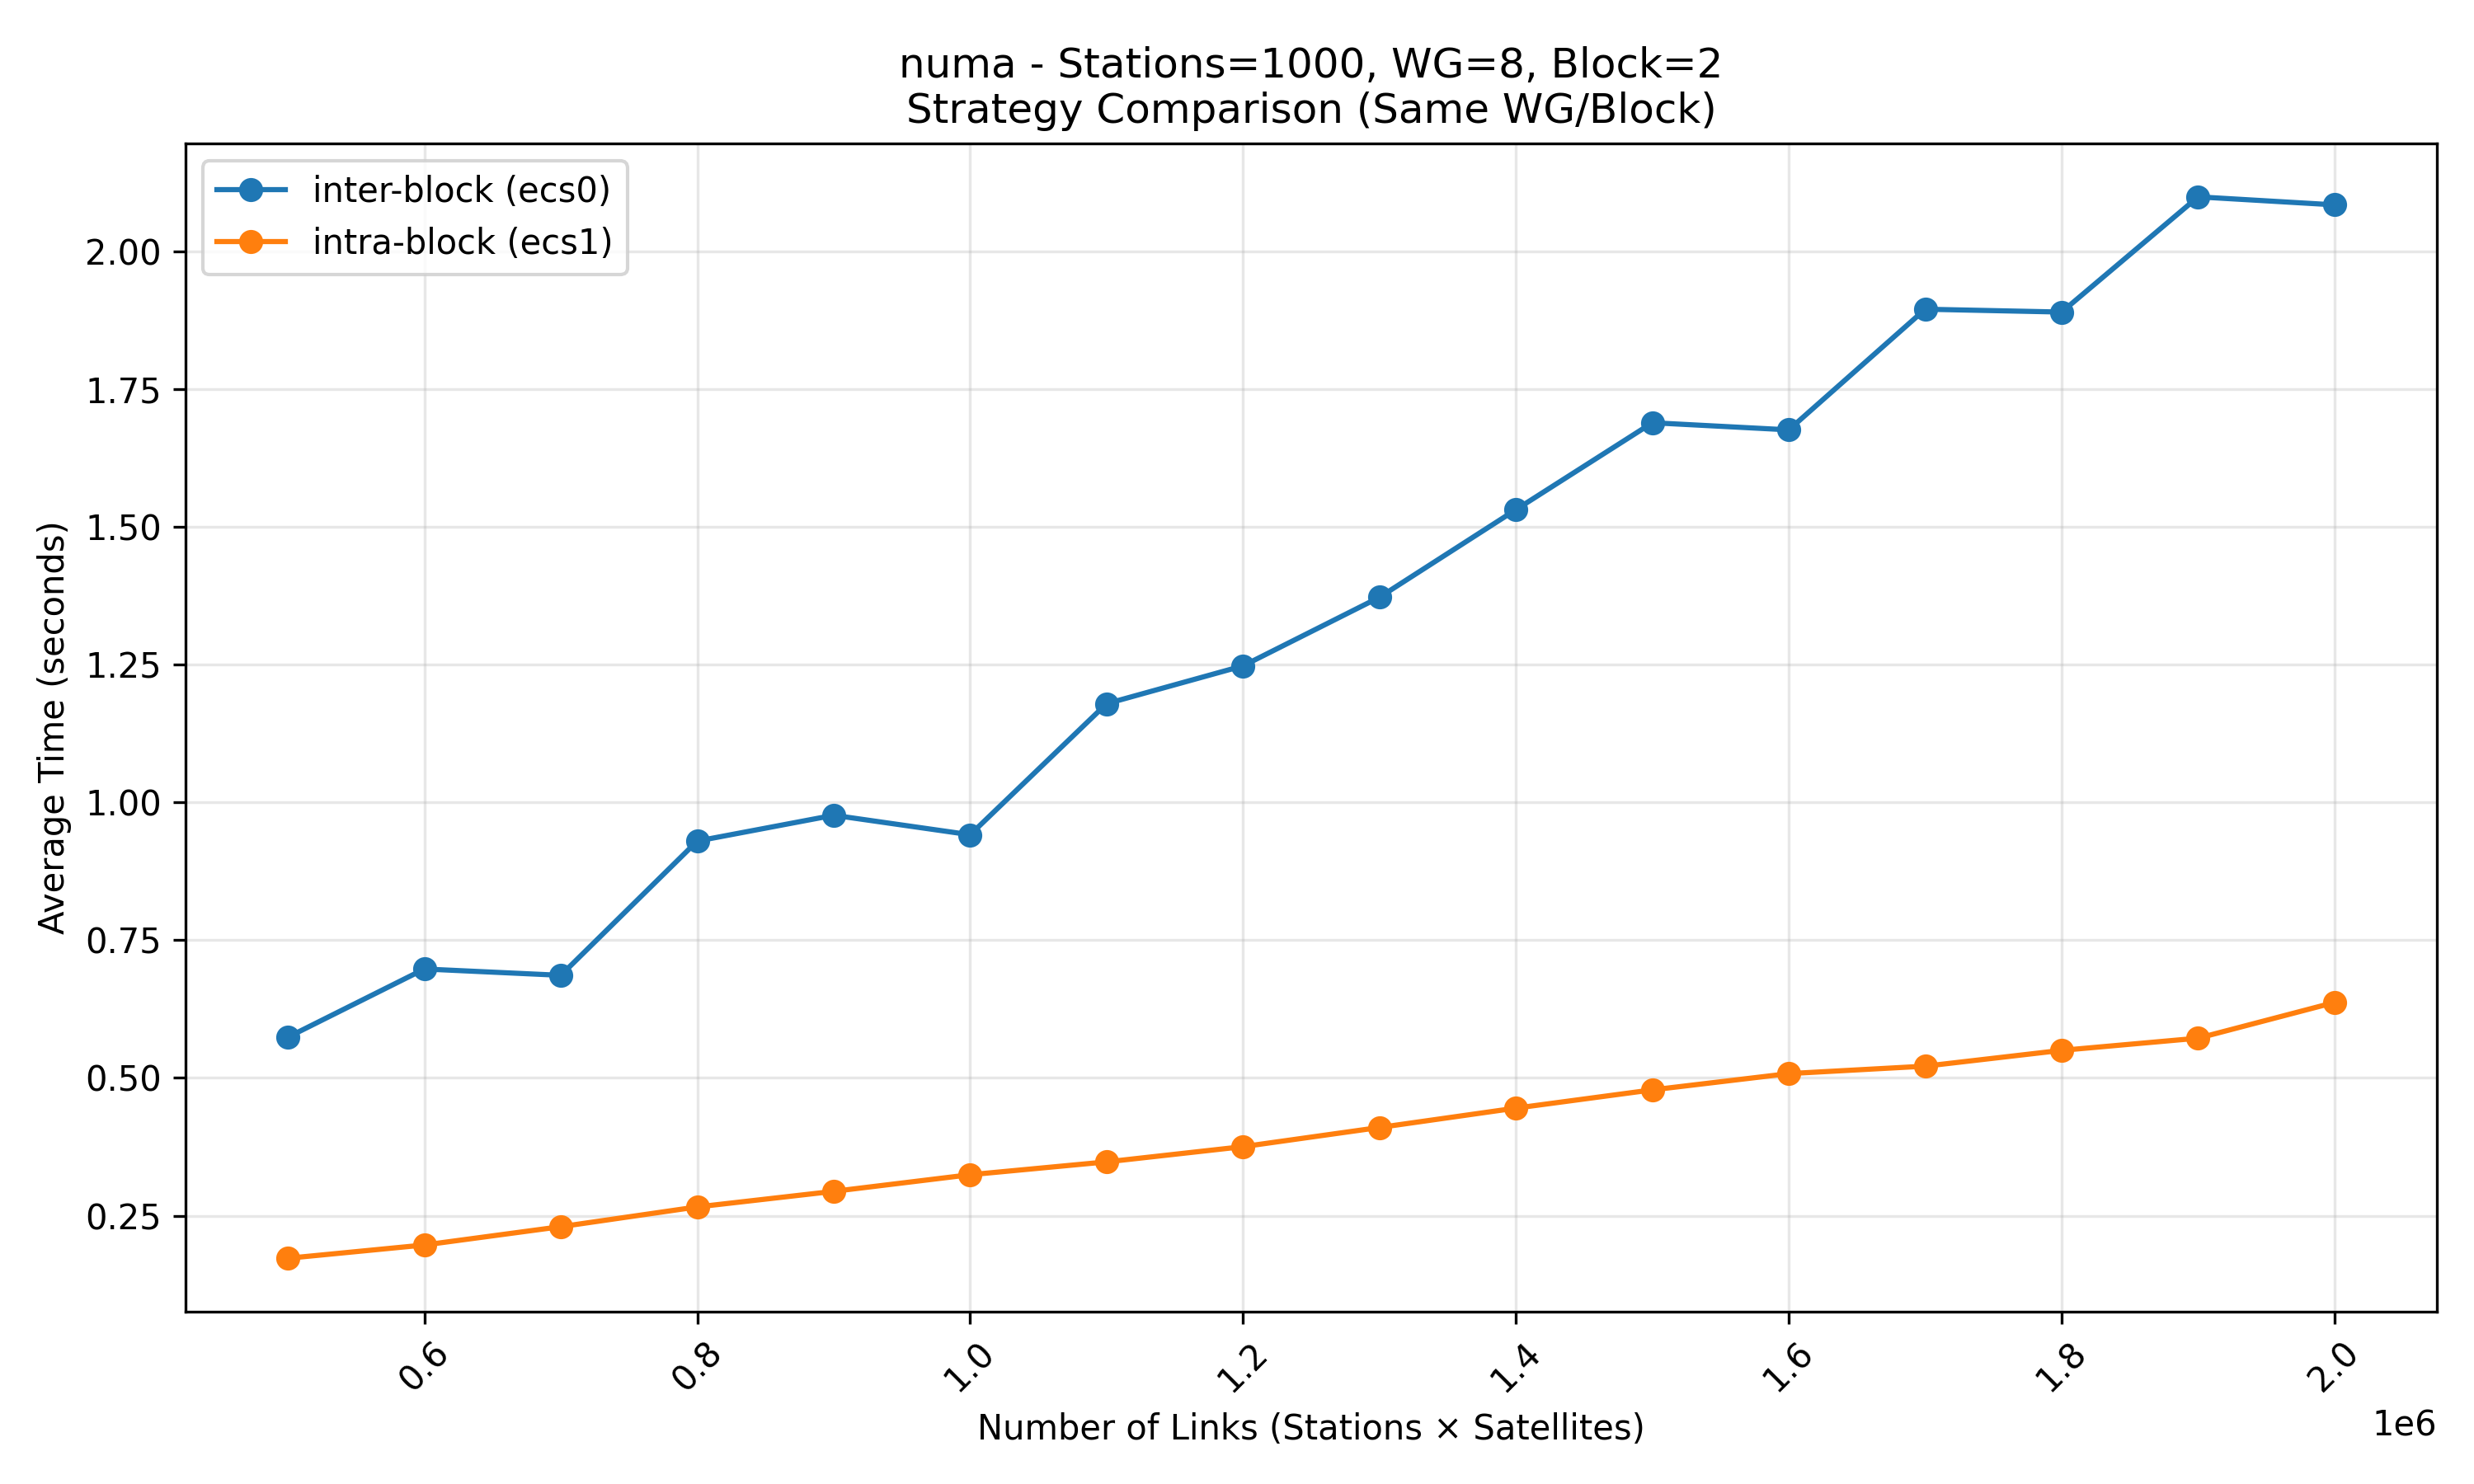 numa - Stations=1000, WG=8, Block=2
Strategy Comparison (Same WG/Block)
inter-block (ecs0)
intra-block (ecs1)
Average Time (seconds)
2.00
1.75
1.50
1.25
1.00
0.75
0.50
0.25
0.6
0.8
1.0
1.2
1.4
1.6
1.8
2.0
1e6
Number of Links (Stations × Satellites)